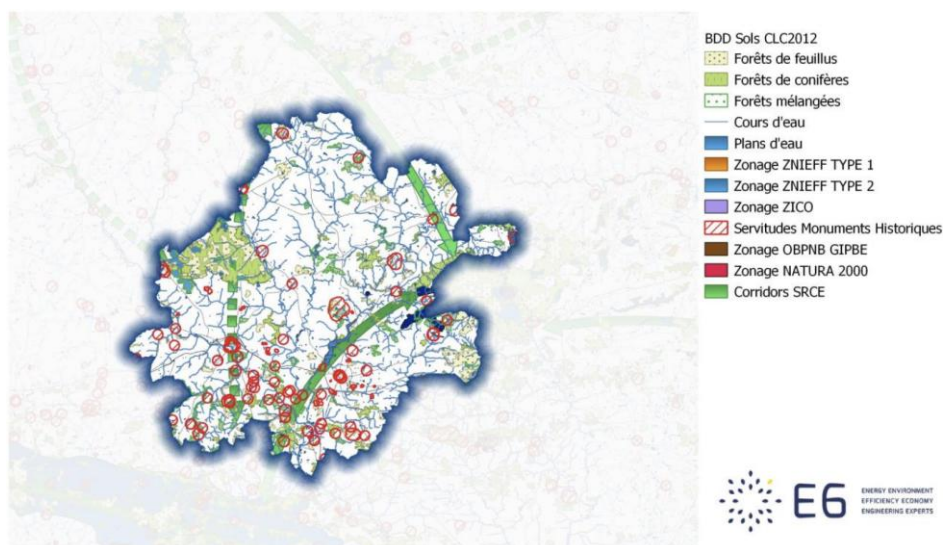 BDD Sols CLC2012
Forêts de feuillus
Forêts de conifères
Forêts mélangées
Cours d'eau
Plans d'eau
Zonage ZNIEFF TYPE 1
Zonage ZNIEFF TYPE 2
Zonage ZICO
Servitudes Monuments Historiques
Zonage OBPNB GIPBE
Zonage NATURA 2000
Corridors SRCE
E6
ENERGY ENVIRONMENT
EFFICIENCY ECONOMY
ENGINEERING EXPERTS